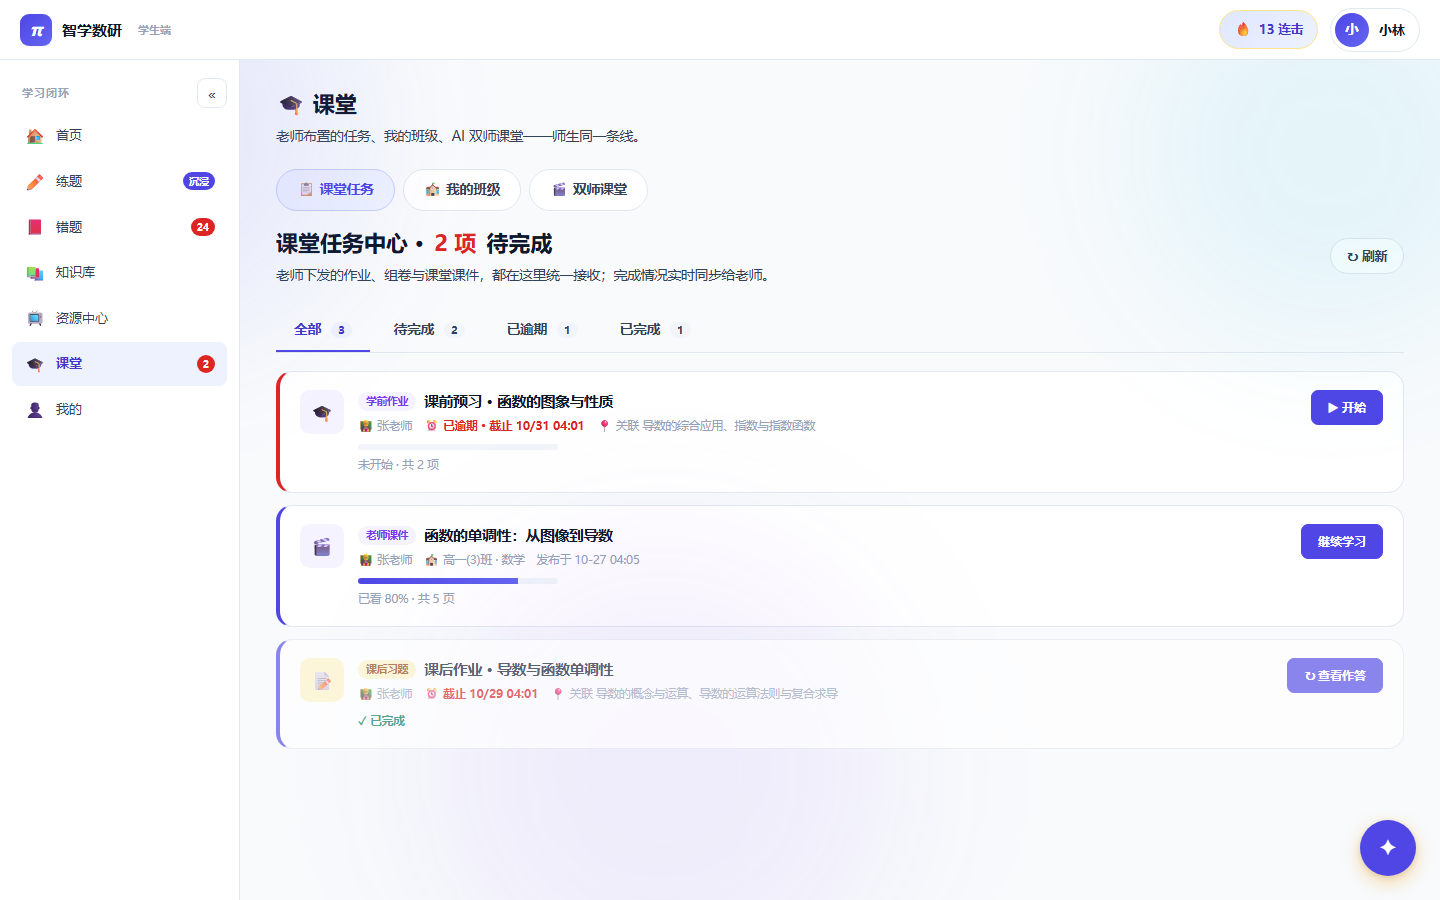 π 智学数研 学生端
13 连击
小 小林
学习闭环 «
首页
练题 沉浸
错题 24
知识库
资源中心
课堂 2
我的
课堂
老师布置的任务、我的班级、AI 双师课堂——师生同一条线。
课堂任务 我的班级 双师课堂
课堂任务中心 • 2 项 待完成
老师下发的作业、组卷与课堂课件，都在这里统一接收；完成情况实时同步给老师。
↻ 刷新
全部 3 待完成 2 已逾期 1 已完成 1
学前作业 课前预习 • 函数的图象与性质
张老师 已逾期 • 截止 10/31 04:01 关联 导数的综合应用、指数与指数函数
未开始 · 共 2 项
▶ 开始
老师课件 函数的单调性：从图像到导数
张老师 高一(3)班 · 数学 发布于 10-27 04:05
已看 80% · 共 5 页
继续学习
课后习题 课后作业 • 导数与函数单调性
张老师 截止 10/29 04:01 关联 导数的概念与运算、导数的运算法则与复合求导
✓ 已完成
↻ 查看作答